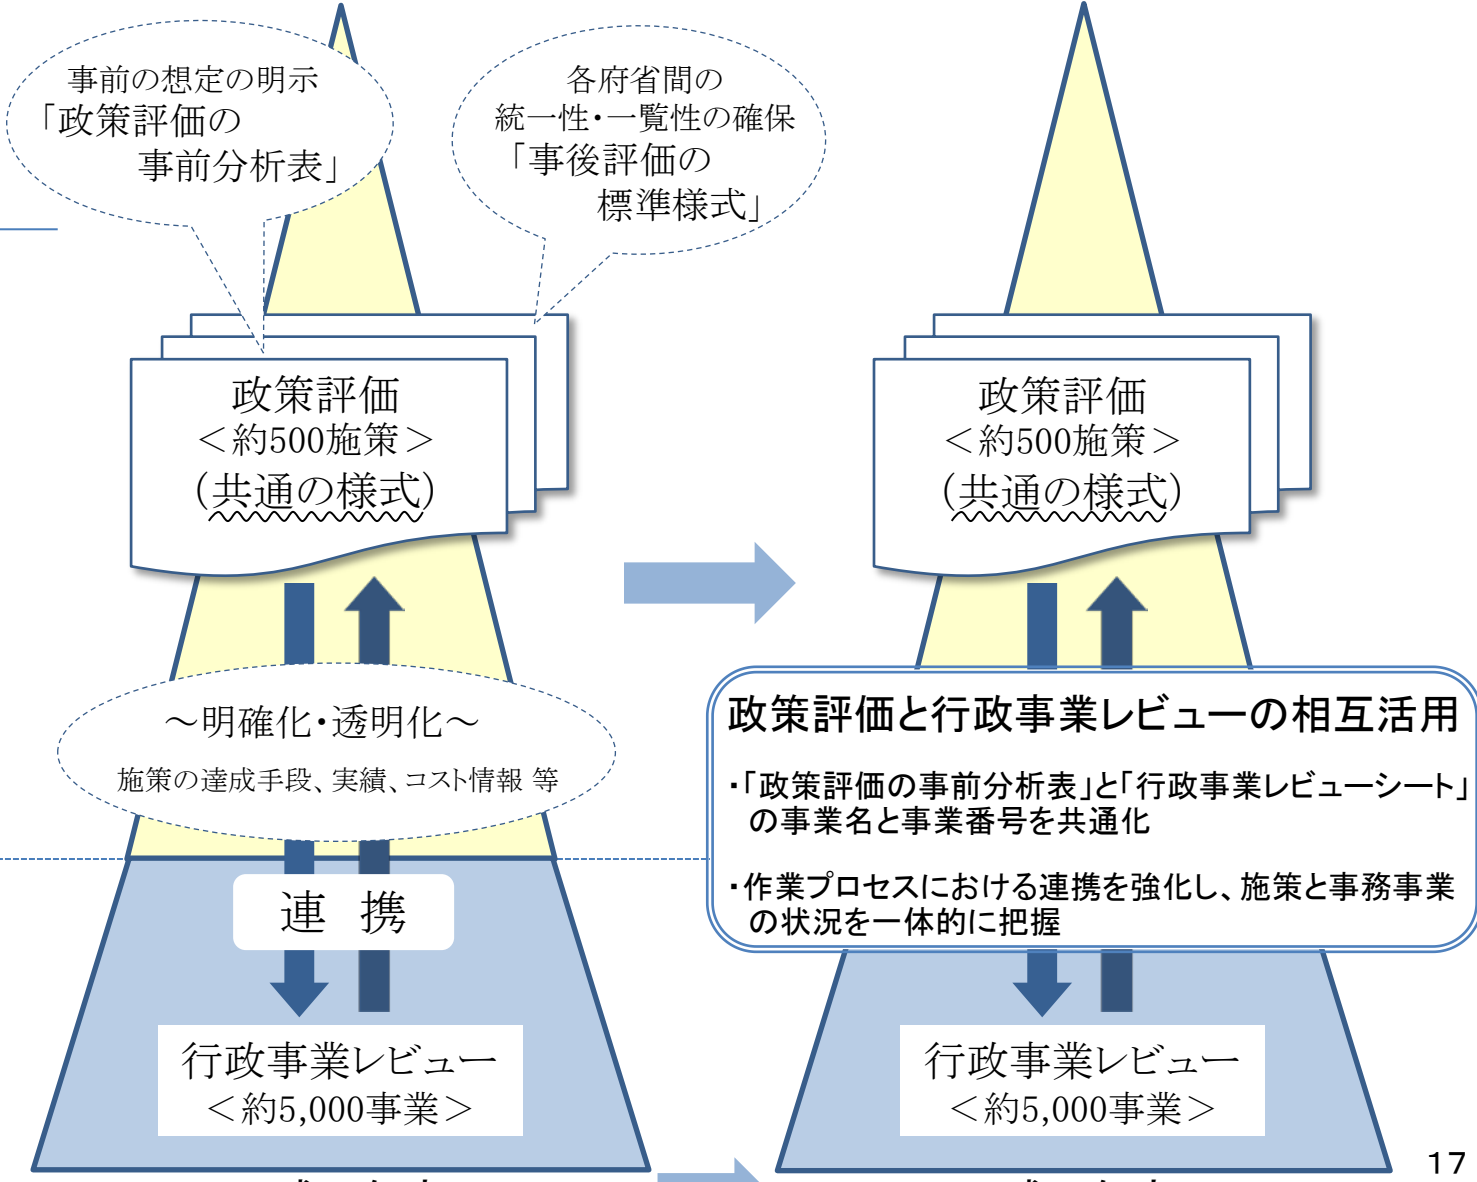 事前の想定の明示
「政策評価の
事前分析表」
各府省間の
統一性・一覧性の確保
「事後評価の
標準様式」
政策評価
＜約500施策＞
（共通の様式）
～明確化・透明化～
施策の達成手段、実績、コスト情報 等
連 携
行政事業レビュー
＜約5,000事業＞
政策評価
＜約500施策＞
（共通の様式）
政策評価と行政事業レビューの相互活用
・「政策評価の事前分析表」と「行政事業レビューシート」
の事業名と事業番号を共通化
・作業プロセスにおける連携を強化し、施策と事務事業
の状況を一体的に把握
行政事業レビュー
＜約5,000事業＞
17